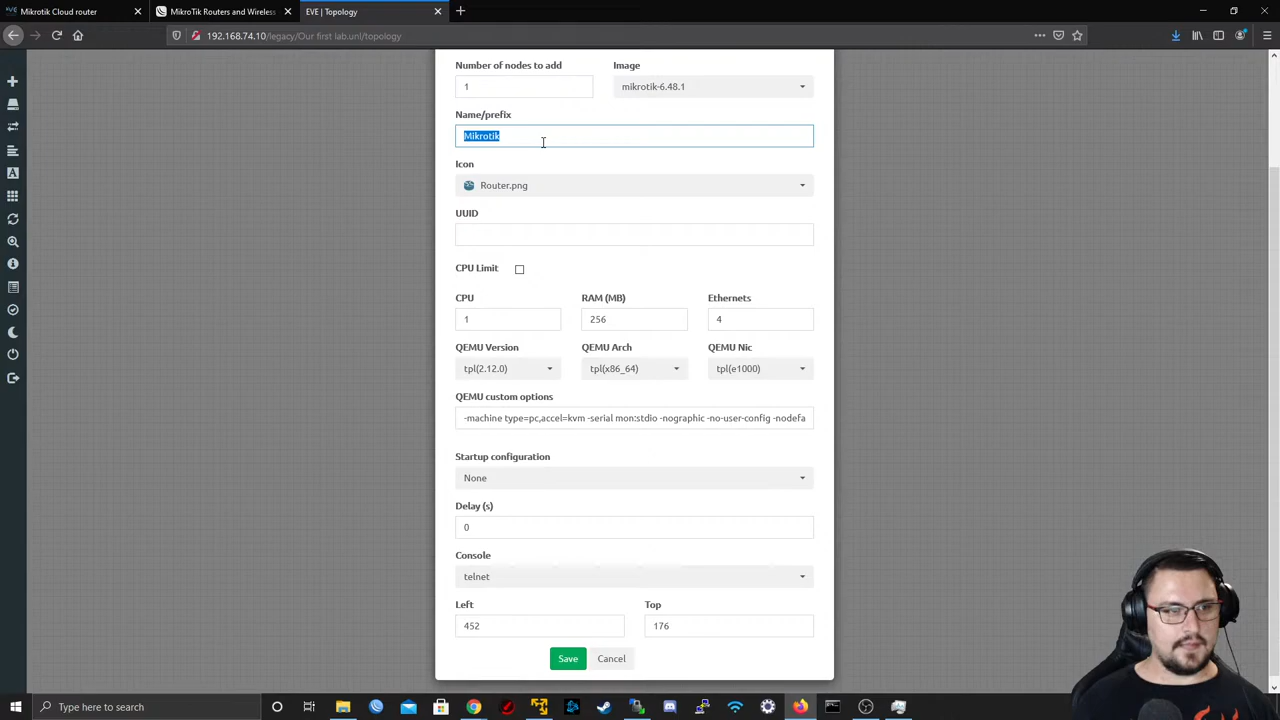 Mikrotik Cloud router
MikroTik Routers and Wireless
EVE | Topology
192.168.74.10/legacy/Our first lab.unl/topology
Number of nodes to add
Image
1
mikrotik-6.48.1
Name/prefix
Mikrotik
Icon
Router.png
UUID
CPU Limit
CPU
RAM (MB)
Ethernets
1
256
4
QEMU Version
QEMU Arch
QEMU Nic
tpl(2.12.0)
tpl(x86_64)
tpl(e1000)
QEMU custom options
-machine type=pc,accel=kvm -serial mon:stdio -nographic -no-user-config -nodefa
Startup configuration
None
Delay (s)
0
Console
telnet
Left
Top
452
176
Save
Cancel
Type here to search